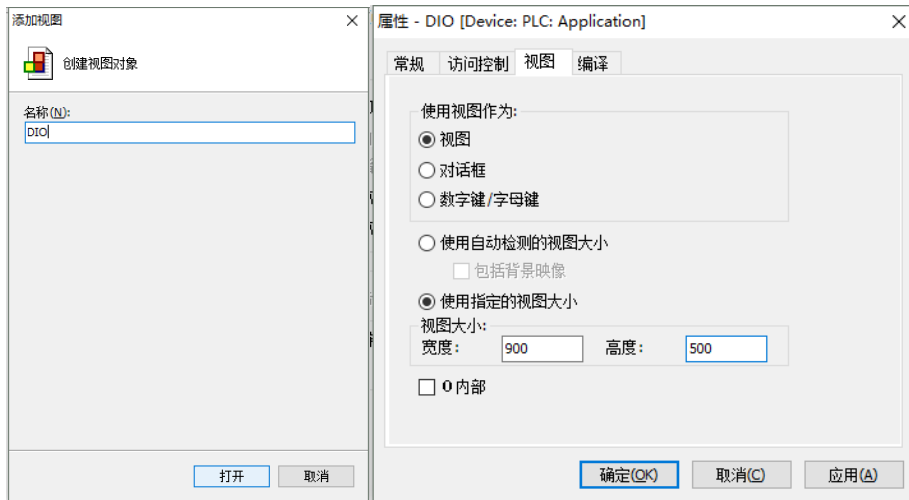 添加视图
创建视图对象
名称(N):
DIO
打开
取消
属性 - DIO [Device: PLC: Application]
常规 访问控制 视图 编译
使用视图作为:
视图
对话框
数字键/字母键
使用自动检测的视图大小
包括背景映像
使用指定的视图大小
视图大小:
宽度: 900 高度: 500
0内部
确定(OK) 取消(C) 应用(A)